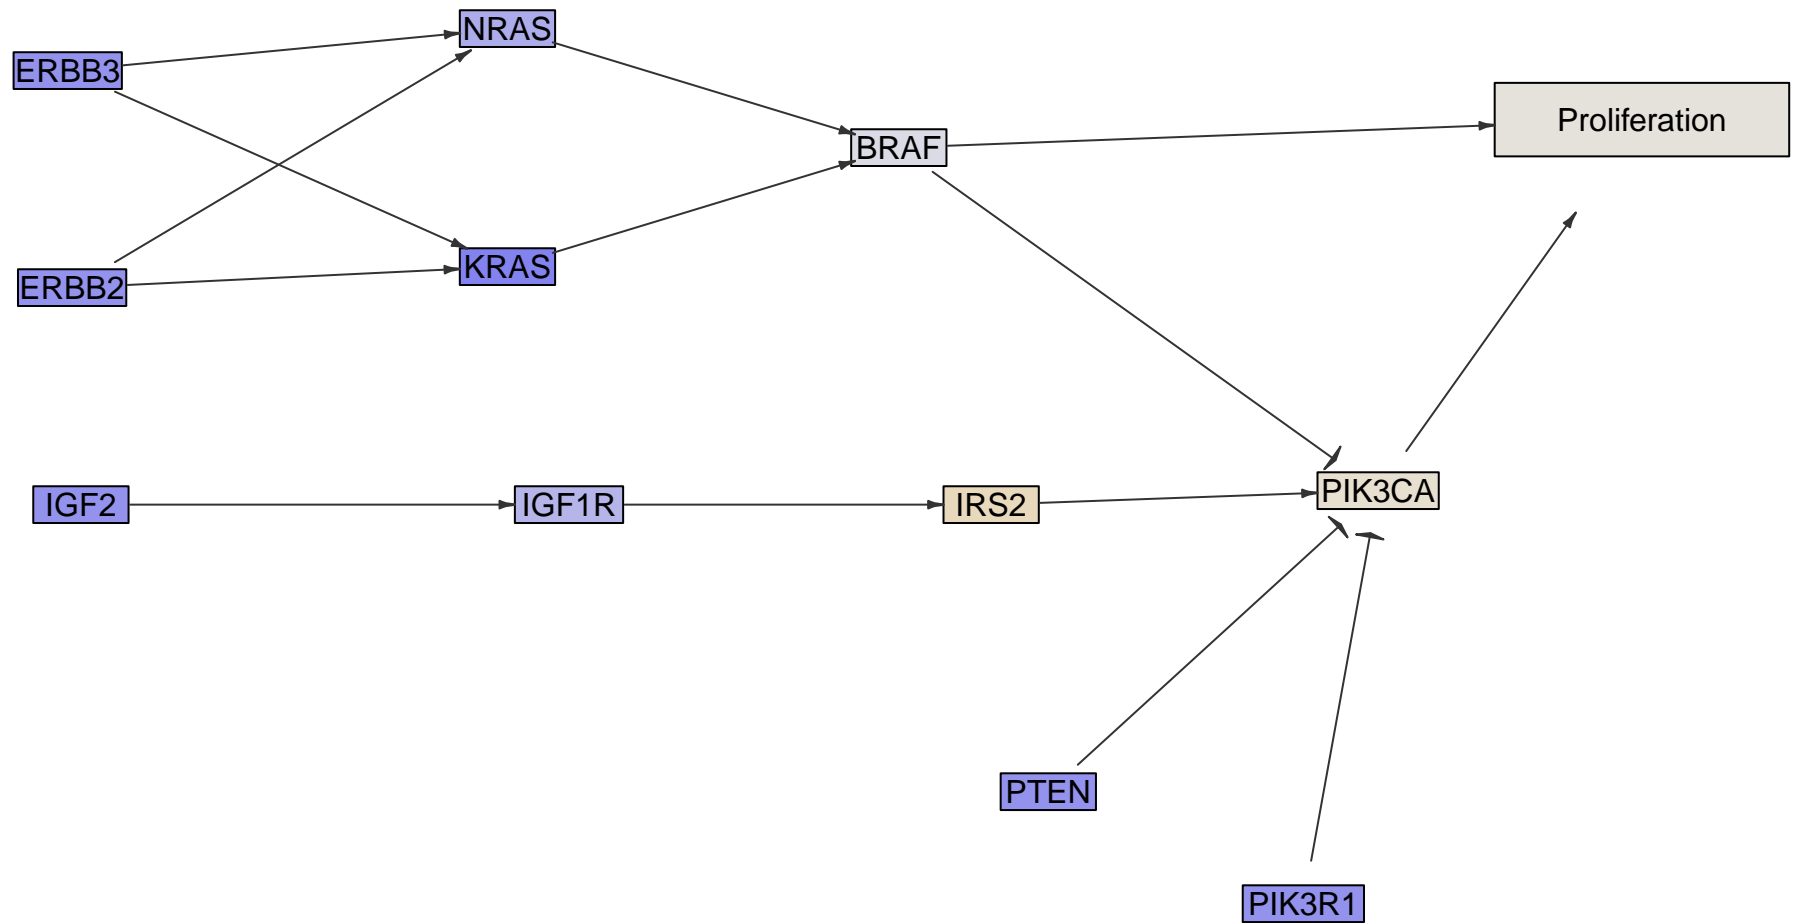 NRAS
ERBB3
Proliferation
BRAF
KRAS
ERBB2
PIK3CA
IGF2
IGF1R
IRS2
PTEN
PIK3R1